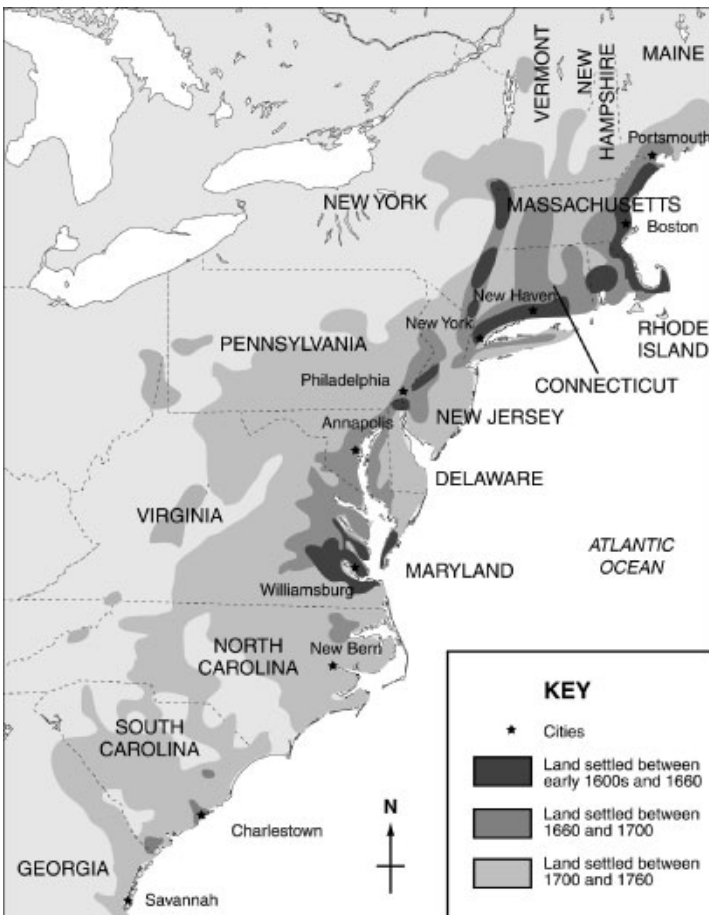 MAINE
VERMONT
NEW
HAMPSHIRE
Portsmouth
NEW YORK
MASSACHUSETTS
Boston
New Haven
New York
RHODE
ISLAND
PENNSYLVANIA
CONNECTICUT
Philadelphia
NEW JERSEY
Annapolis
DELAWARE
VIRGINIA
ATLANTIC
OCEAN
MARYLAND
Williamsburg
NORTH
CAROLINA
New Bern
SOUTH
CAROLINA
Charlestown
GEORGIA
Savannah
N
KEY
Cities
Land settled between
early 1600s and 1660
Land settled between
1660 and 1700
Land settled between
1700 and 1760